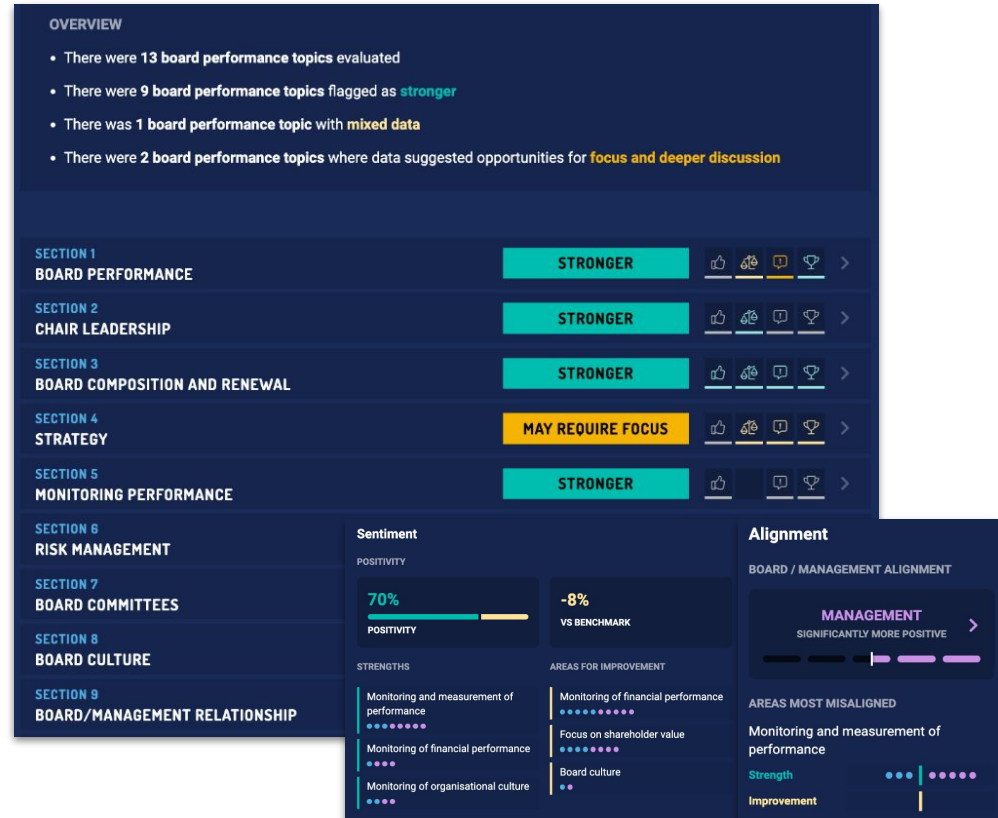 OVERVIEW
• There were 13 board performance topics evaluated
• There were 9 board performance topics flagged as stronger
• There was 1 board performance topic with mixed data
• There were 2 board performance topics where data suggested opportunities for focus and deeper discussion
SECTION 1
BOARD PERFORMANCE
STRONGER
SECTION 2
CHAIR LEADERSHIP
STRONGER
SECTION 3
BOARD COMPOSITION AND RENEWAL
STRONGER
SECTION 4
STRATEGY
MAY REQUIRE FOCUS
SECTION 5
MONITORING PERFORMANCE
STRONGER
SECTION 6
RISK MANAGEMENT
SECTION 7
BOARD COMMITTEES
SECTION 8
BOARD CULTURE
SECTION 9
BOARD/MANAGEMENT RELATIONSHIP
Sentiment
POSITIVITY
70%
POSITIVITY
-8%
VS BENCHMARK
STRENGTHS
Monitoring and measurement of
performance
Monitoring of financial performance
Monitoring of organisational culture
AREAS FOR IMPROVEMENT
Monitoring of financial performance
Focus on shareholder value
Board culture
Alignment
BOARD / MANAGEMENT ALIGNMENT
MANAGEMENT
SIGNIFICANTLY MORE POSITIVE
AREAS MOST MISALIGNED
Monitoring and measurement of
performance
Strength
Improvement